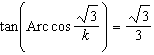 tan(Arc cos √3/k) = √3/3